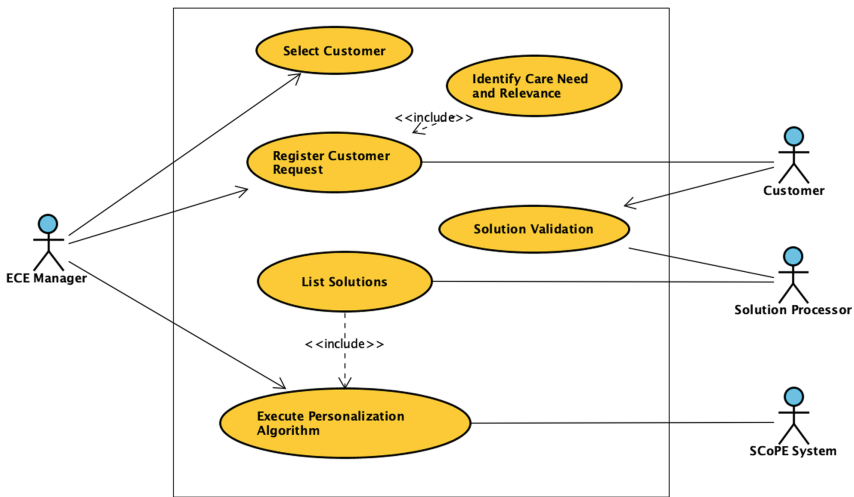 Select Customer
Identify Care Need
and Relevance
<<include>>
Register Customer
Request
Customer
Solution Validation
ECE Manager
List Solutions
Solution Processor
<<include>>
Execute Personalization
Algorithm
SCoPE System